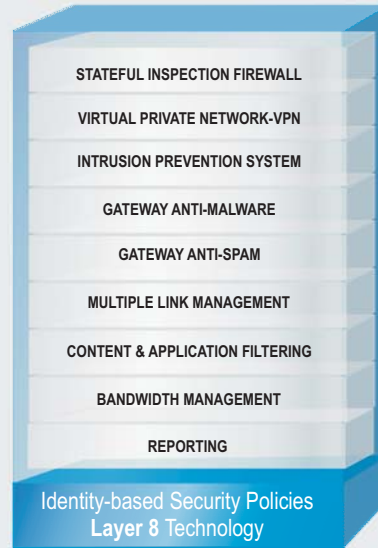 STATEFUL INSPECTION FIREWALL
VIRTUAL PRIVATE NETWORK-VPN
INTRUSION PREVENTION SYSTEM
GATEWAY ANTI-MALWARE
GATEWAY ANTI-SPAM
MULTIPLE LINK MANAGEMENT
CONTENT & APPLICATION FILTERING
BANDWIDTH MANAGEMENT
REPORTING
Identity-based Security Policies
Layer 8 Technology